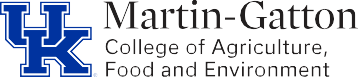 UK
Martin-Gatton
College of Agriculture,
Food and Environment